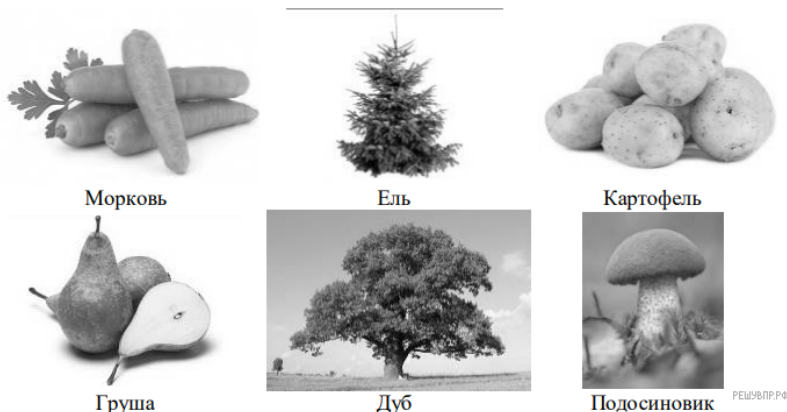 Морковь
Ель
Картофель
Груша
Дуб
Подосиновик
РЕШУВПР.РФ